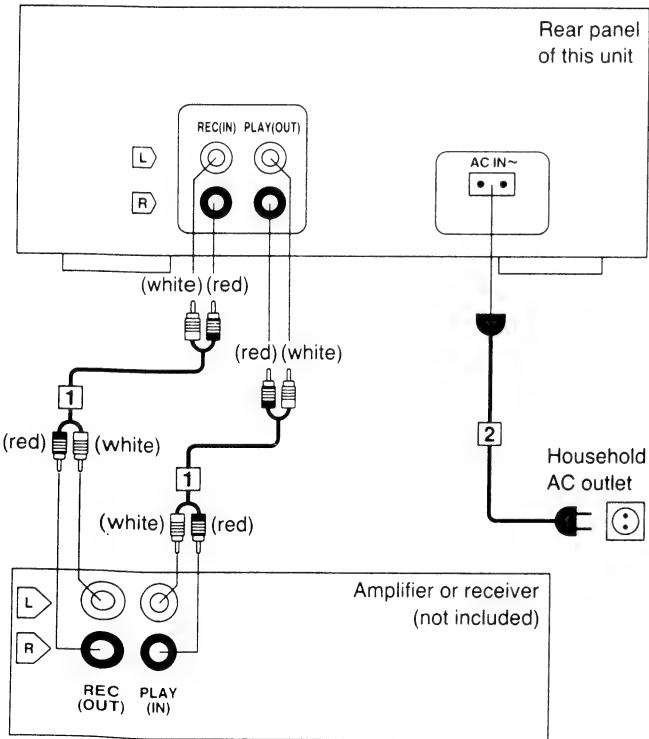 Rear panel
of this unit
REC(IN) PLAY(OUT)
L
R
AC IN~
(white) (red)
(red) (white)
1
2
(red) (white)
Household
AC outlet
1
(white) (red)
Amplifier or receiver
(not included)
L
R
REC
(OUT)
PLAY
(IN)